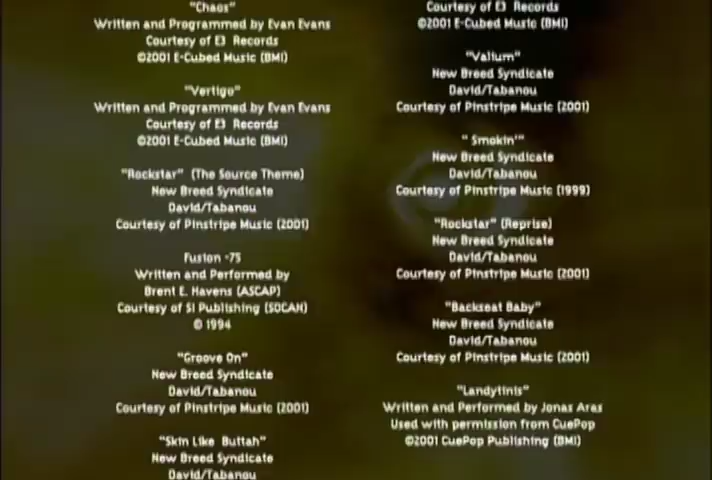 "Chaos"
Written and Programmed by Evan Evans
Courtesy of E3 Records
©2001 E-Cubed Music (BMI)
"Vertigo"
Written and Programmed by Evan Evans
Courtesy of E3 Records
©2001 E-Cubed Music (BMI)
"Rockstar" (The Source Theme)
New Breed Syndicate
David/Tabanou
Courtesy of Pinstripe Music (2001)
Fusion -75
Written and Performed by
Brent E. Havens (ASCAP)
Courtesy of SI Publishing (SOCAN)
© 1994
"Groove On"
New Breed Syndicate
David/Tabanou
Courtesy of Pinstripe Music (2001)
"Skin Like Buttah"
New Breed Syndicate
David/Tabanou
Courtesy of E3 Records
©2001 E-Cubed Music (BMI)
"Valium"
New Breed Syndicate
David/Tabanou
Courtesy of Pinstripe Music (2001)
" Smokin'"
New Breed Syndicate
David/Tabanou
Courtesy of Pinstripe Music (1999)
"Rockstar" (Reprise)
New Breed Syndicate
David/Tabanou
Courtesy of Pinstripe Music (2001)
"Backseat Baby"
New Breed Syndicate
David/Tabanou
Courtesy of Pinstripe Music (2001)
"Landytinis"
Written and Performed by Jonas Aras
Used with permission from CuePop
©2001 CuePop Publishing (BMI)